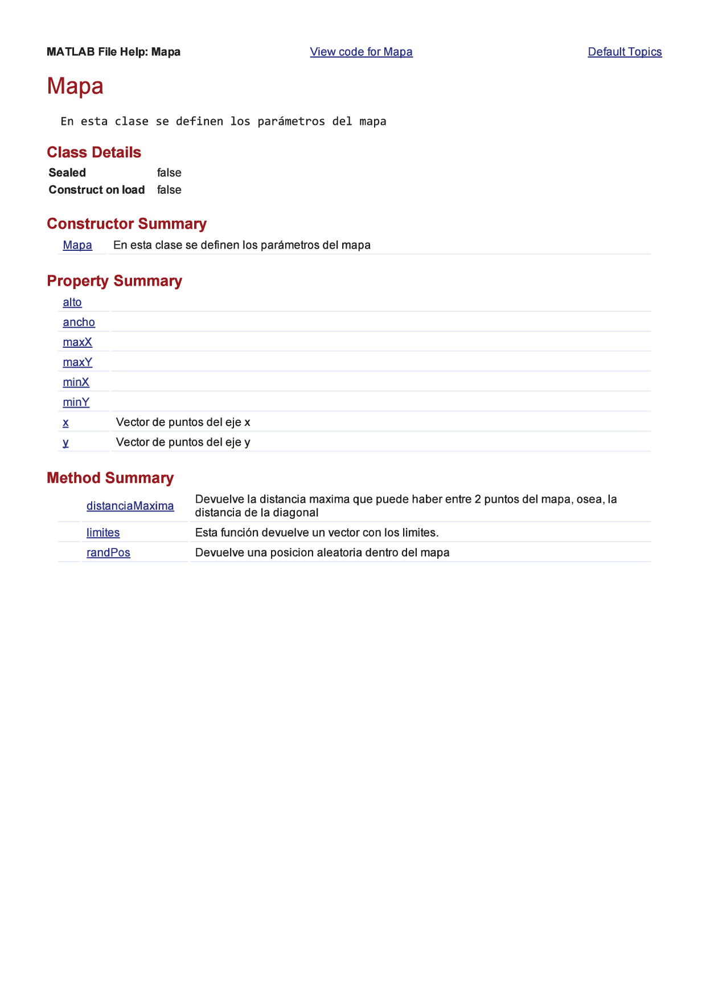 MATLAB File Help: Mapa View code for Mapa Default Topics
Mapa
En esta clase se definen los parámetros del mapa
Class Details
Sealed false
Construct on load false
Constructor Summary
Mapa En esta clase se definen los parámetros del mapa
Property Summary
alto
ancho
maxX
maxY
minX
minY
x Vector de puntos del eje x
y Vector de puntos del eje y
Method Summary
distanciaMaxima Devuelve la distancia maxima que puede haber entre 2 puntos del mapa, osea, la
distancia de la diagonal
limites Esta función devuelve un vector con los limites.
randPos Devuelve una posicion aleatoria dentro del mapa